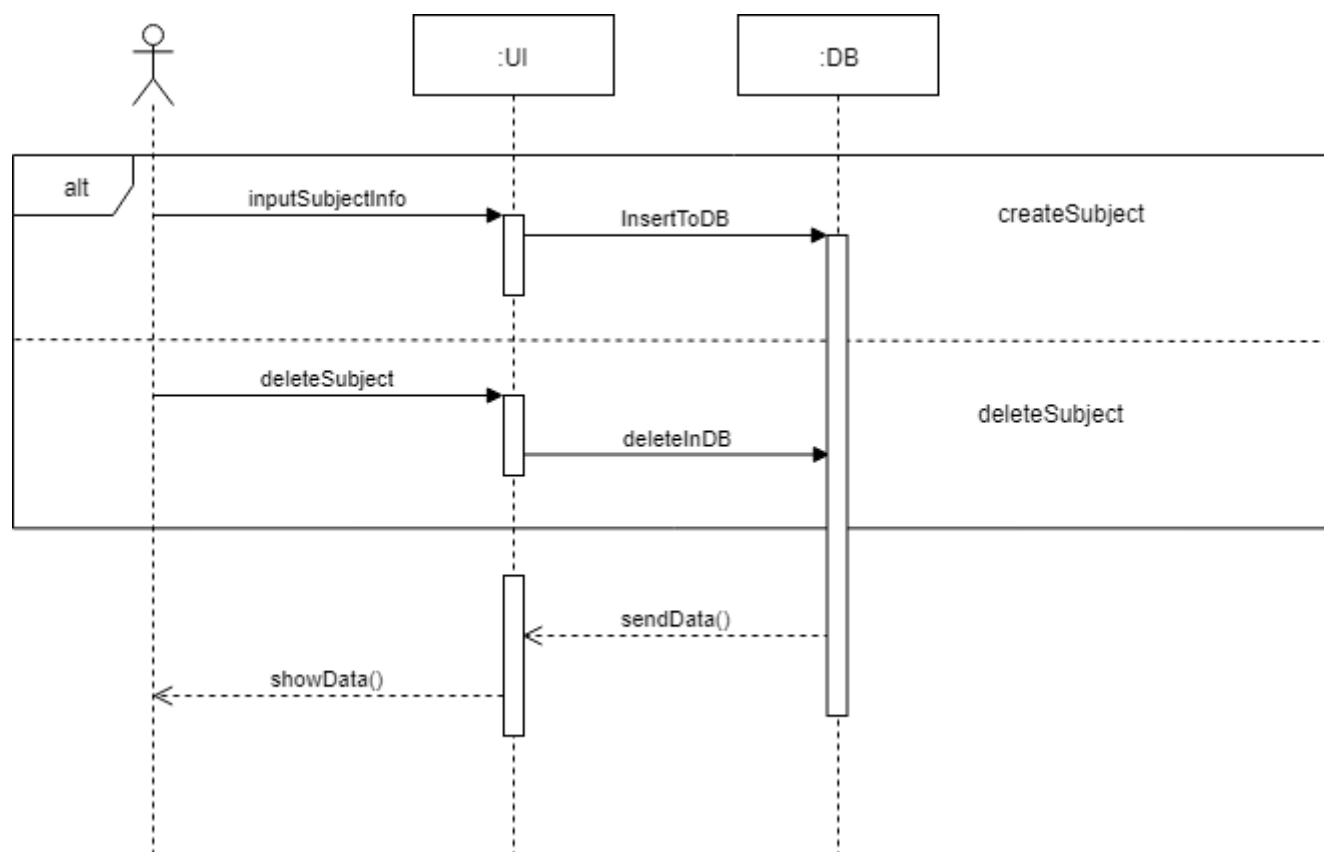 :UI
:DB
alt
inputSubjectInfo
InsertToDB
createSubject
deleteSubject
deleteInDB
deleteSubject
sendData()
showData()